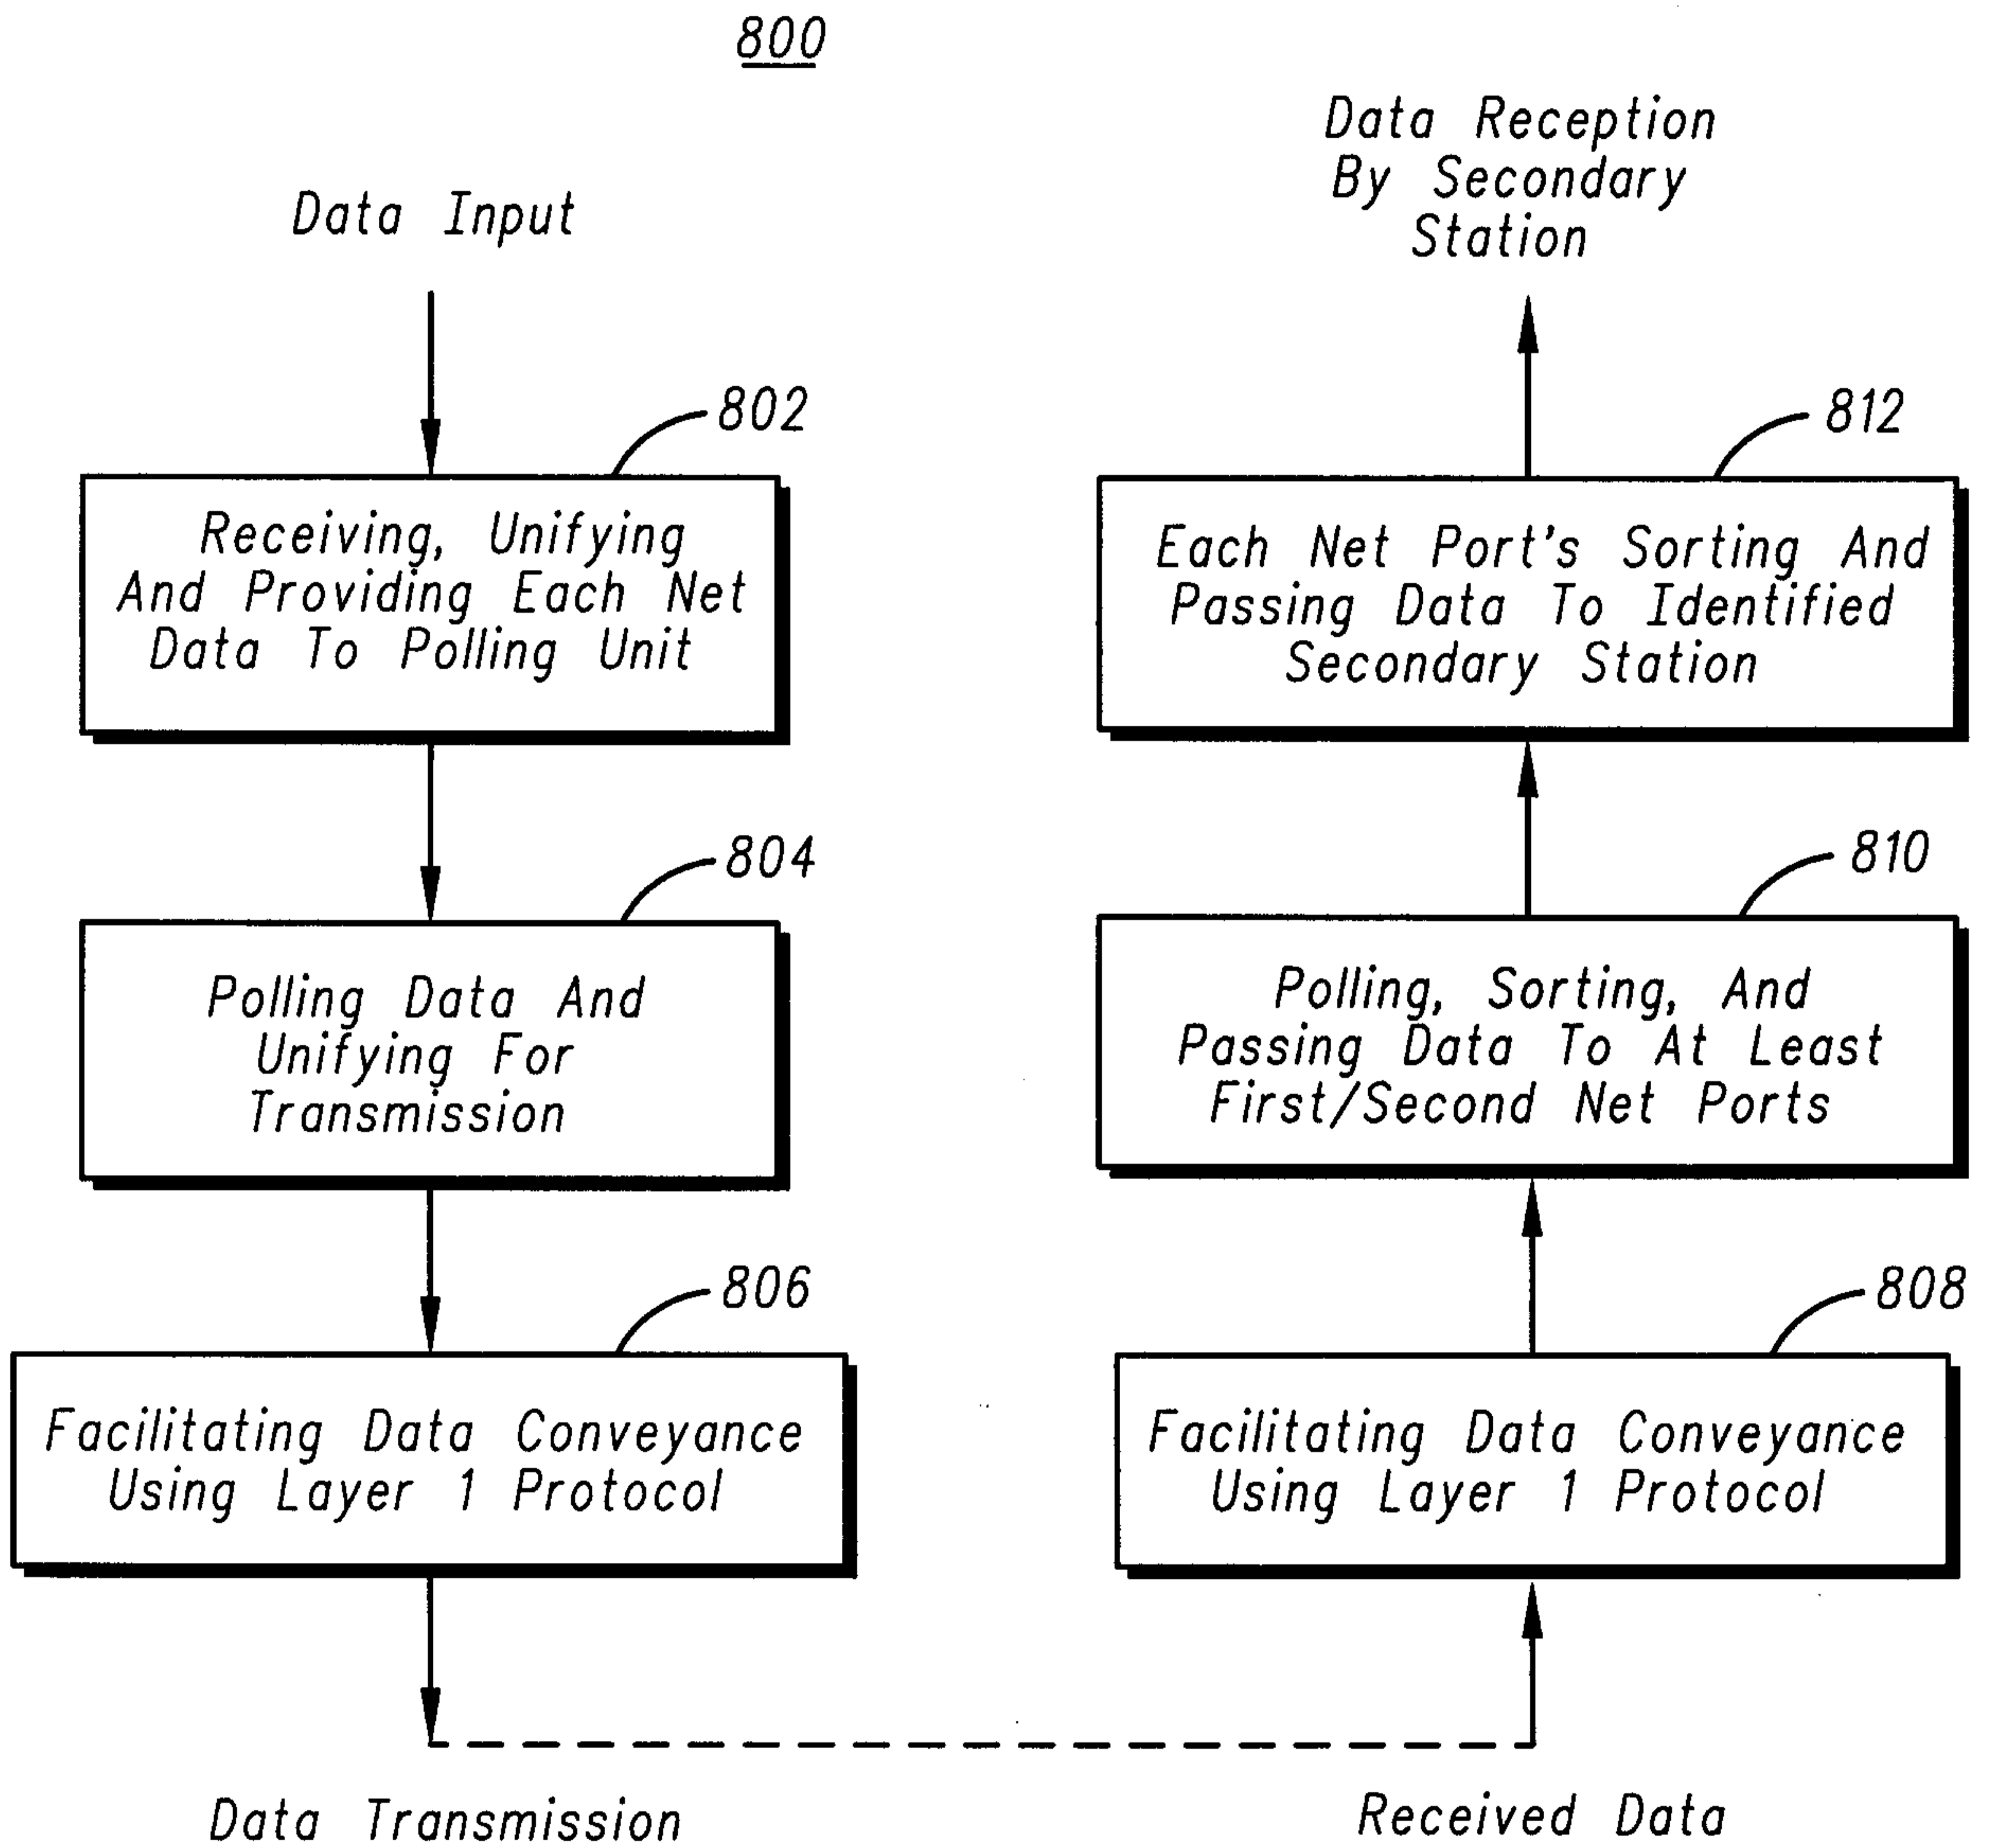 800
Data Input
802
Receiving, Unifying
And Providing Each Net
Data To Polling Unit
804
Polling Data And
Unifying For
Transmission
806
Facilitating Data Conveyance
Using Layer 1 Protocol
Data Transmission
Data Reception
By Secondary
Station
812
Each Net Port's Sorting And
Passing Data To Identified
Secondary Station
810
Polling, Sorting, And
Passing Data To At Least
First/Second Net Ports
808
Facilitating Data Conveyance
Using Layer 1 Protocol
Received Data